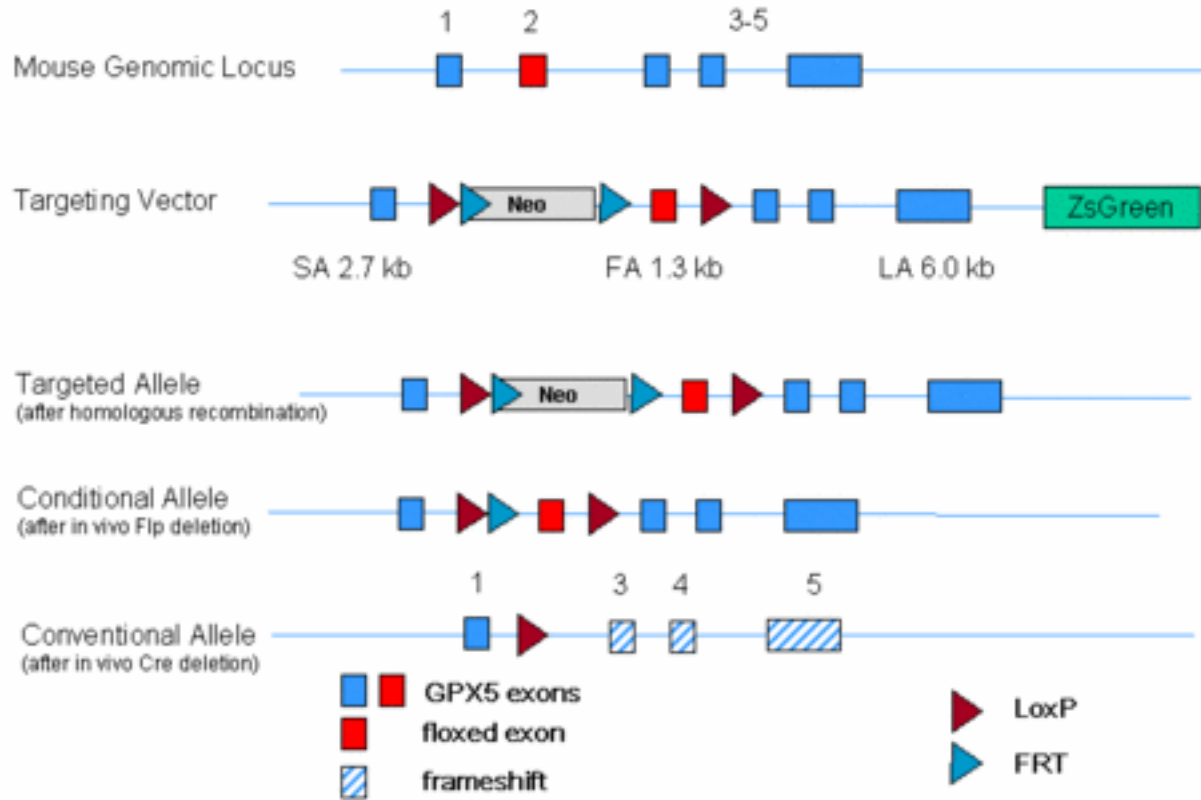 1 2 3-5
Mouse Genomic Locus
Targeting Vector
Neo
ZsGreen
SA 2.7 kb FA 1.3 kb LA 6.0 kb
Targeted Allele
(after homologous recombination)
Neo
Conditional Allele
(after in vivo Flp deletion)
1 3 4 5
Conventional Allele
(after in vivo Cre deletion)
GPX5 exons
floxed exon
frameshift
LoxP
FRT